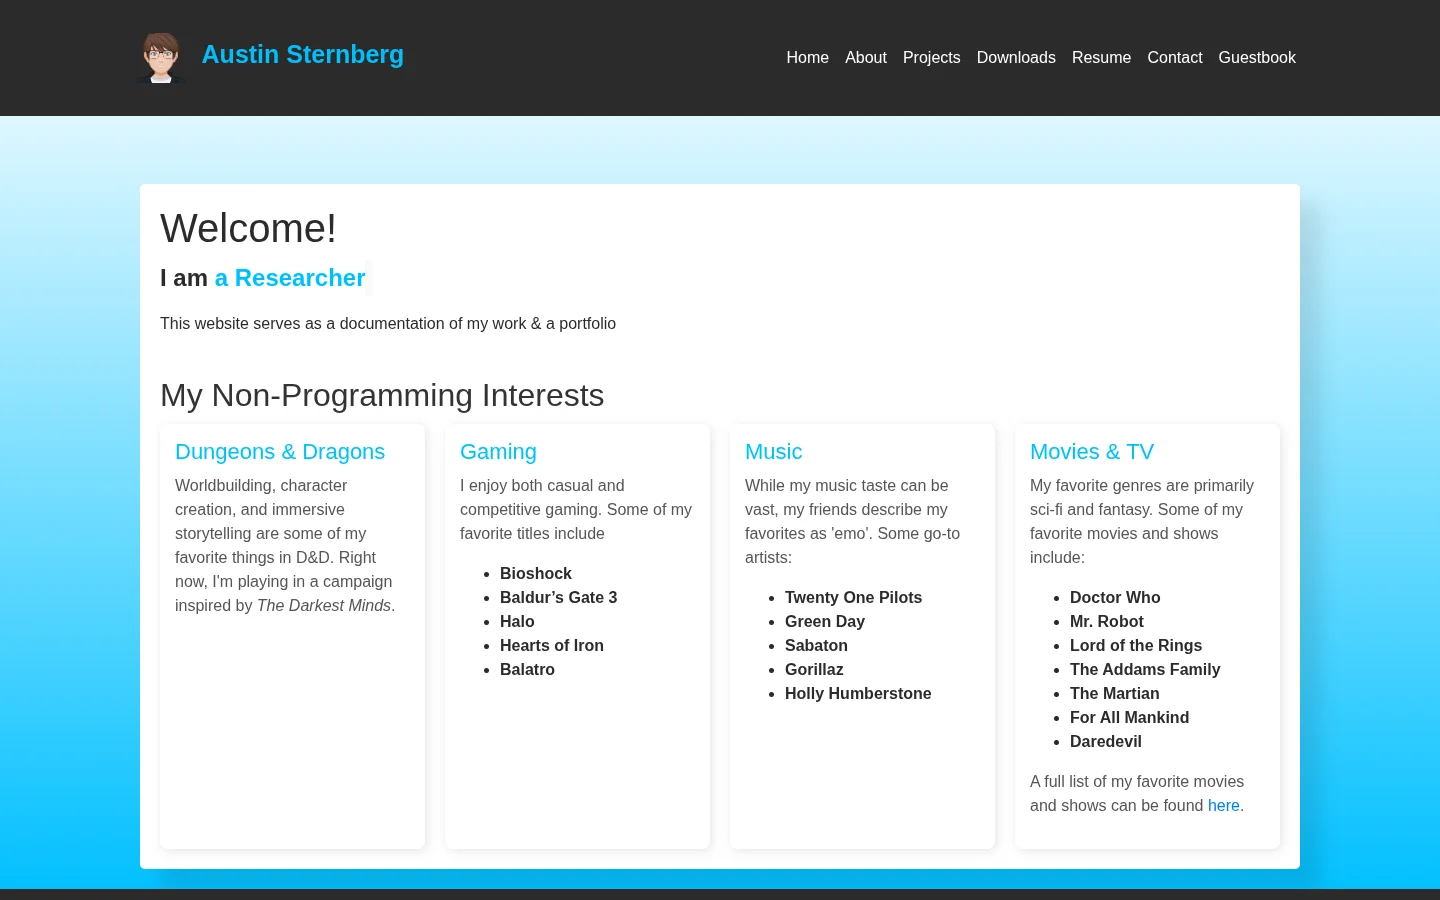 Austin Sternberg
Home About Projects Downloads Resume Contact Guestbook
Welcome!
I am a Researcher
This website serves as a documentation of my work & a portfolio
My Non-Programming Interests
Dungeons & Dragons
Worldbuilding, character
creation, and immersive
storytelling are some of my
favorite things in D&D. Right
now, I'm playing in a campaign
inspired by The Darkest Minds.
Gaming
I enjoy both casual and
competitive gaming. Some of my
favorite titles include
• Bioshock
• Baldur’s Gate 3
• Halo
• Hearts of Iron
• Balatro
Music
While my music taste can be
vast, my friends describe my
favorites as 'emo'. Some go-to
artists:
• Twenty One Pilots
• Green Day
• Sabaton
• Gorillaz
• Holly Humberstone
Movies & TV
My favorite genres are primarily
sci-fi and fantasy. Some of my
favorite movies and shows
include:
• Doctor Who
• Mr. Robot
• Lord of the Rings
• The Addams Family
• The Martian
• For All Mankind
• Daredevil
A full list of my favorite movies
and shows can be found here.